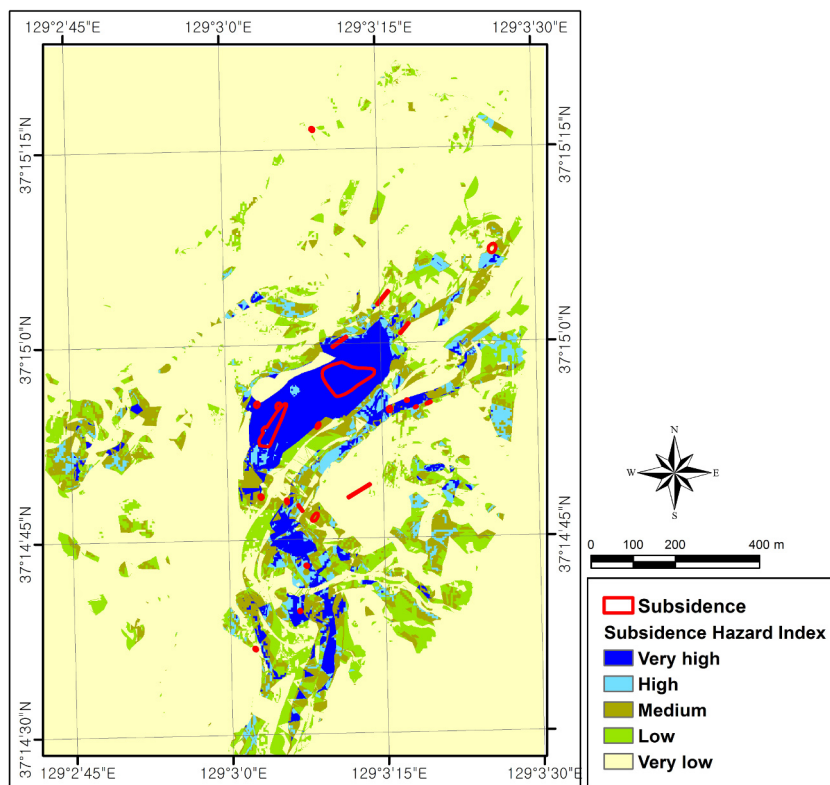 129°2'45"E 129°3'0"E 129°3'15"E 129°3'30"E
37°15'15"N
37°15'15"N
37°15'0"N
37°15'0"N
37°14'45"N
37°14'45"N
37°14'30"N
129°2'45"E 129°3'0"E 129°3'15"E 129°3'30"E
N
W E
S
0 100 200 400 m
Subsidence
Subsidence Hazard Index
Very high
High
Medium
Low
Very low